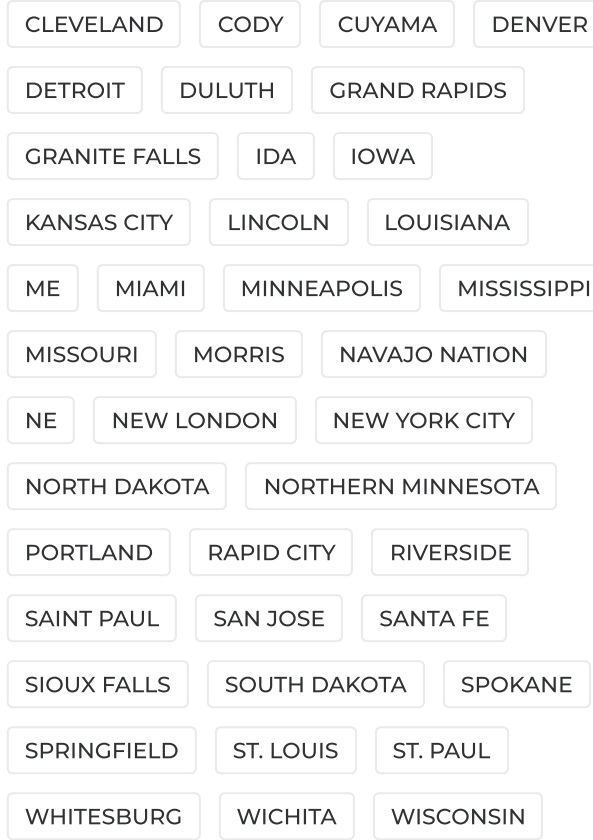 CLEVELAND CODY CUYAMA DENVER
DETROIT DULUTH GRAND RAPIDS
GRANITE FALLS IDA IOWA
KANSAS CITY LINCOLN LOUISIANA
ME MIAMI MINNEAPOLIS MISSISSIPPI
MISSOURI MORRIS NAVAJO NATION
NE NEW LONDON NEW YORK CITY
NORTH DAKOTA NORTHERN MINNESOTA
PORTLAND RAPID CITY RIVERSIDE
SAINT PAUL SAN JOSE SANTA FE
SIOUX FALLS SOUTH DAKOTA SPOKANE
SPRINGFIELD ST. LOUIS ST. PAUL
WHITESBURG WICHITA WISCONSIN